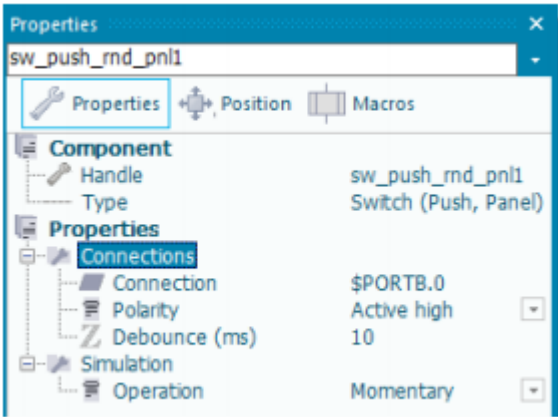 Properties
sw_push_rnd_pnl1
Properties Position Macros
Component
Handle sw_push_rnd_pnl1
Type Switch (Push, Panel)
Properties
Connections
Connection $PORTB.0
Polarity Active high
Debounce (ms) 10
Simulation
Operation Momentary